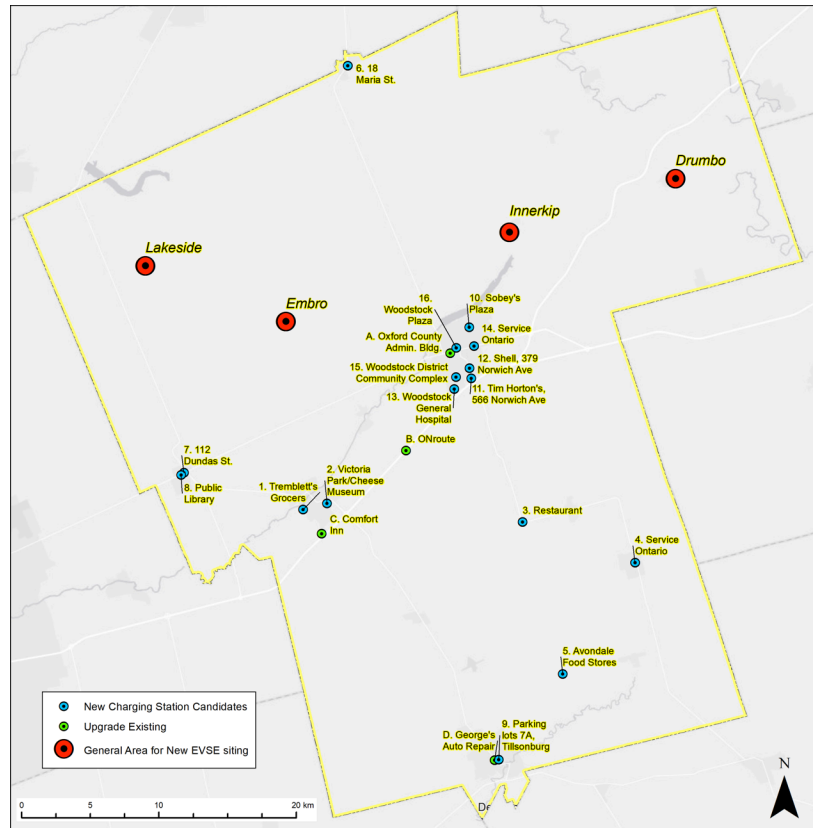 6. 18
Maria St.
Drumbo
Innerkip
Lakeside
Embro
16.
Woodstock
Plaza
10. Sobey's
Plaza
14. Service
Ontario
A. Oxford County
Admin. Bldg.
12. Shell, 379
Norwich Ave
15. Woodstock District
Community Complex
11. Tim Horton's,
566 Norwich Ave
13. Woodstock
General
Hospital
B. ONroute
7. 112
Dundas St.
8. Public
Library
2. Victoria
Park/Cheese
Museum
1. Tremblett's
Grocers
C. Comfort
Inn
3. Restaurant
4. Service
Ontario
5. Avondale
Food Stores
9. Parking
lots 7A,
Tillsonburg
D. George's
Auto Repair
De
New Charging Station Candidates
Upgrade Existing
General Area for New EVSE siting
0 5 10 20 km
N